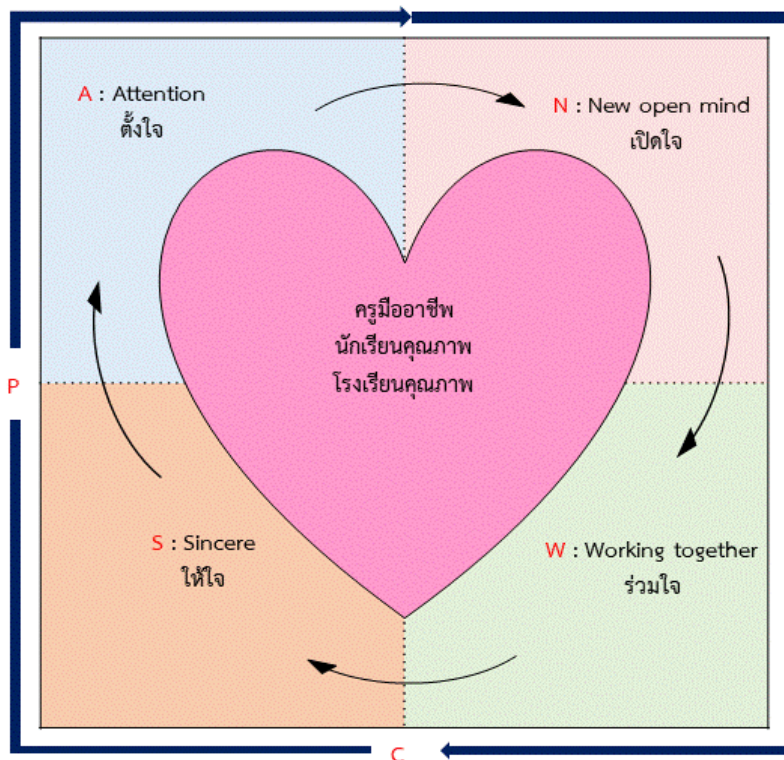 A : Attention
ตั้งใจ
N : New open mind
เปิดใจ
ครูมืออาชีพ
นักเรียนคุณภาพ
โรงเรียนคุณภาพ
P
S : Sincere
ให้ใจ
W : Working together
ร่วมใจ
C